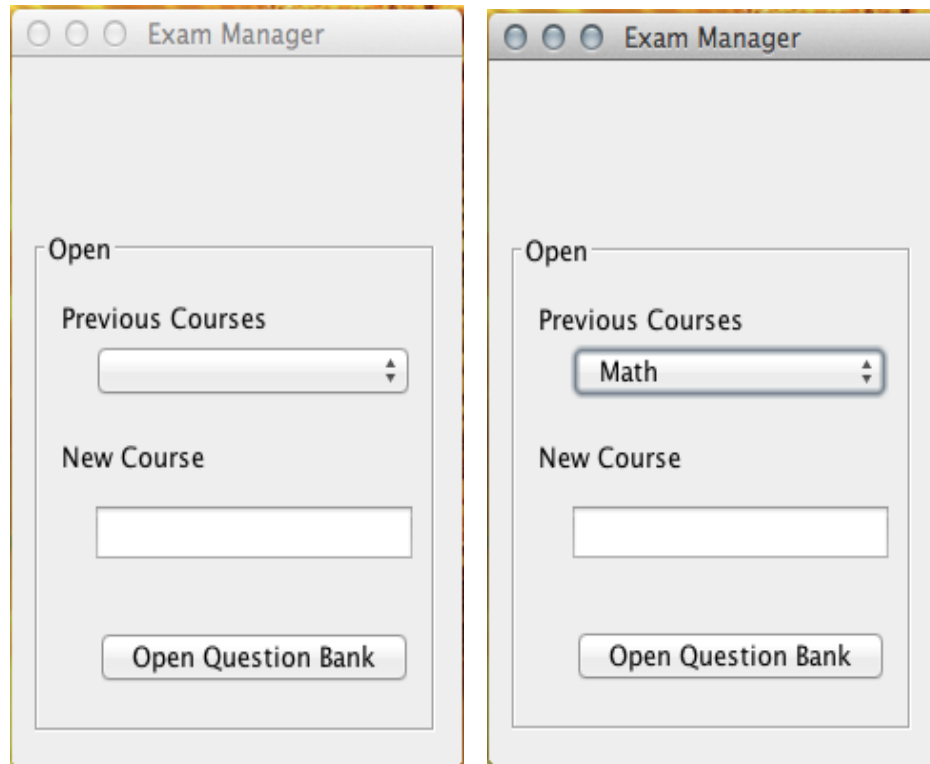 Exam Manager
Open
Previous Courses
New Course
Open Question Bank
Exam Manager
Open
Previous Courses
Math
New Course
Open Question Bank